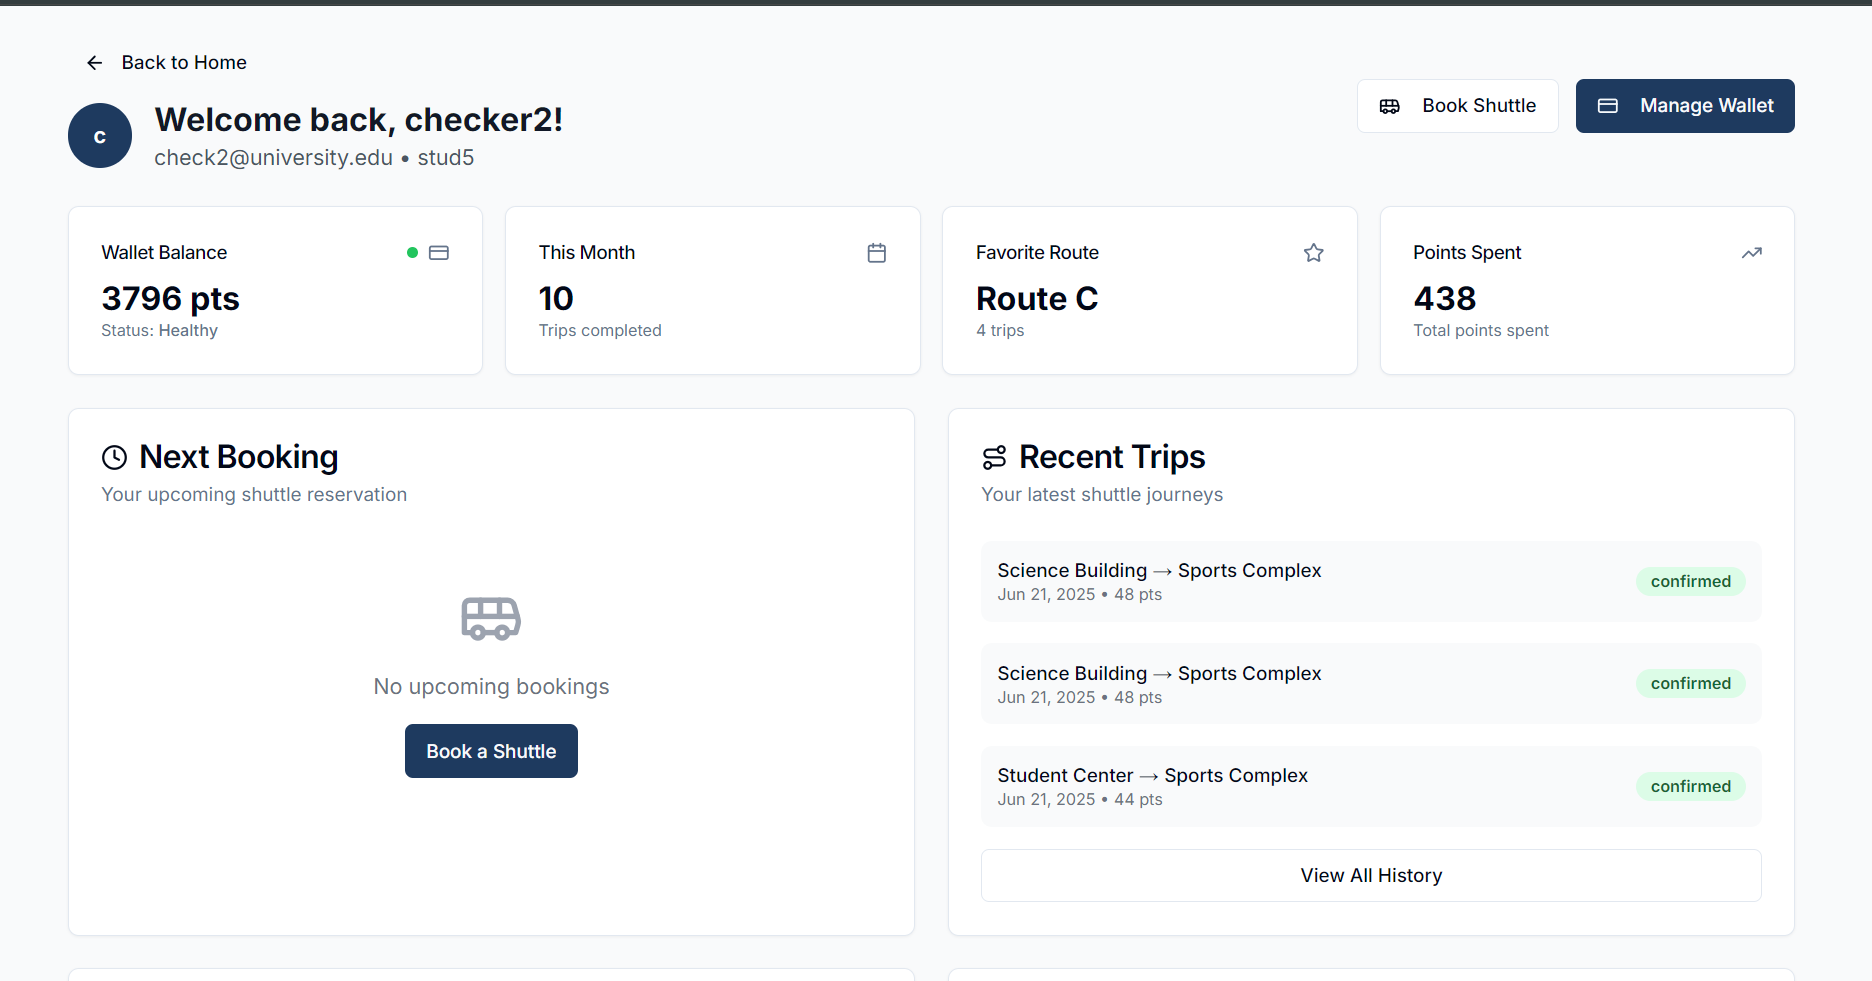 Back to Home
c
Welcome back, checker2!
check2@university.edu • stud5
Book Shuttle
Manage Wallet
Wallet Balance
3796 pts
Status: Healthy
This Month
10
Trips completed
Favorite Route
Route C
4 trips
Points Spent
438
Total points spent
Next Booking
Your upcoming shuttle reservation
No upcoming bookings
Book a Shuttle
Recent Trips
Your latest shuttle journeys
Science Building → Sports Complex
Jun 21, 2025 • 48 pts
confirmed
Science Building → Sports Complex
Jun 21, 2025 • 48 pts
confirmed
Student Center → Sports Complex
Jun 21, 2025 • 44 pts
confirmed
View All History